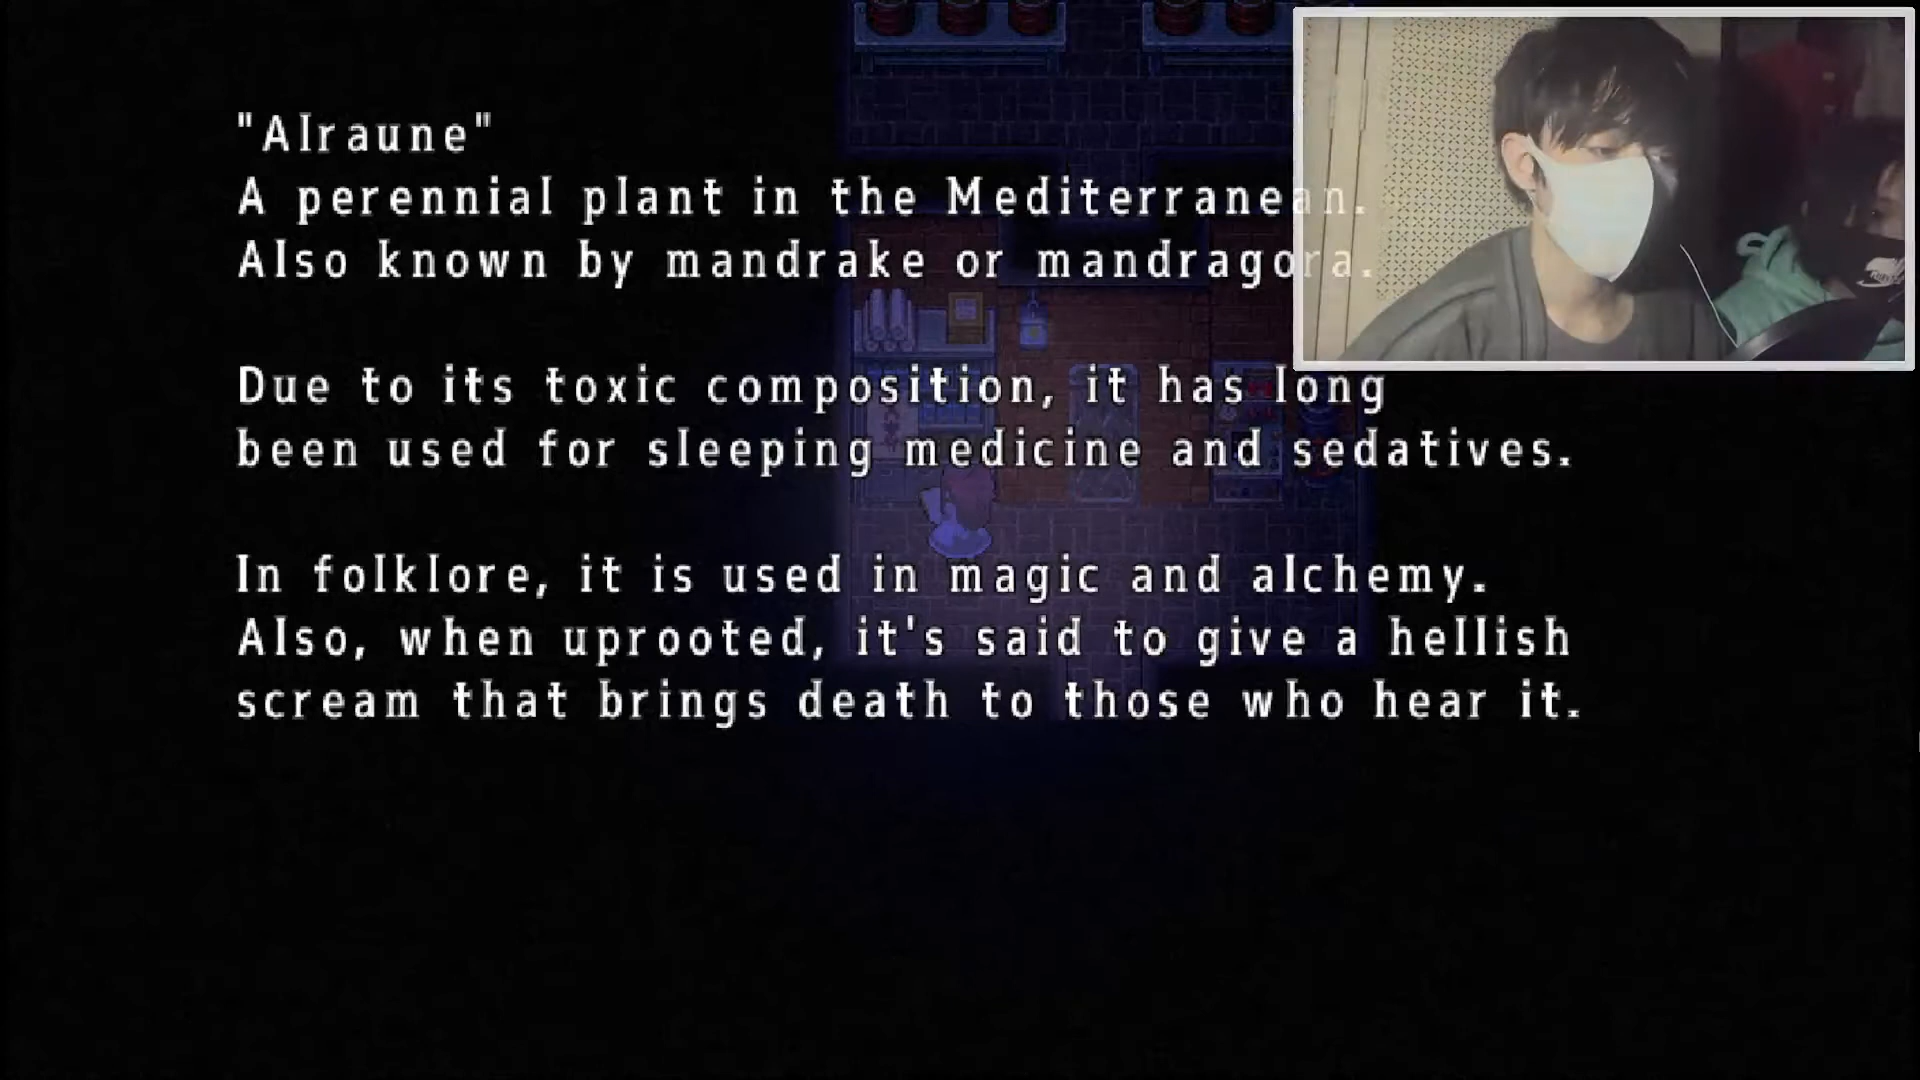 "Alraune"
A perennial plant in the Mediterranean.
Also known by mandrake or mandragora.
Due to its toxic composition, it has long
been used for sleeping medicine and sedatives.
In folklore, it is used in magic and alchemy.
Also, when uprooted, it's said to give a hellish
scream that brings death to those who hear it.